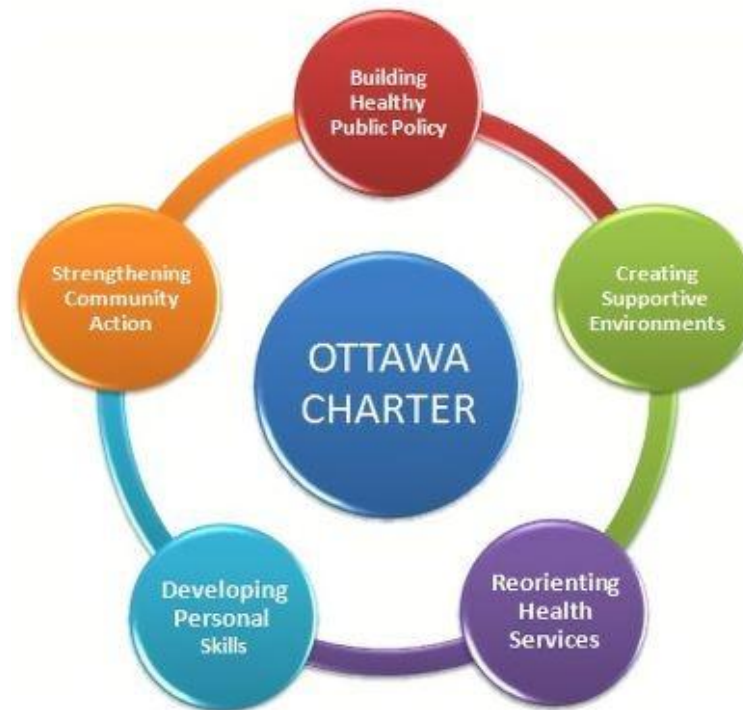 Building
Healthy
Public Policy
Strengthening
Community
Action
Creating
Supportive
Environments
OTTAWA
CHARTER
Developing
Personal
Skills
Reorienting
Health
Services